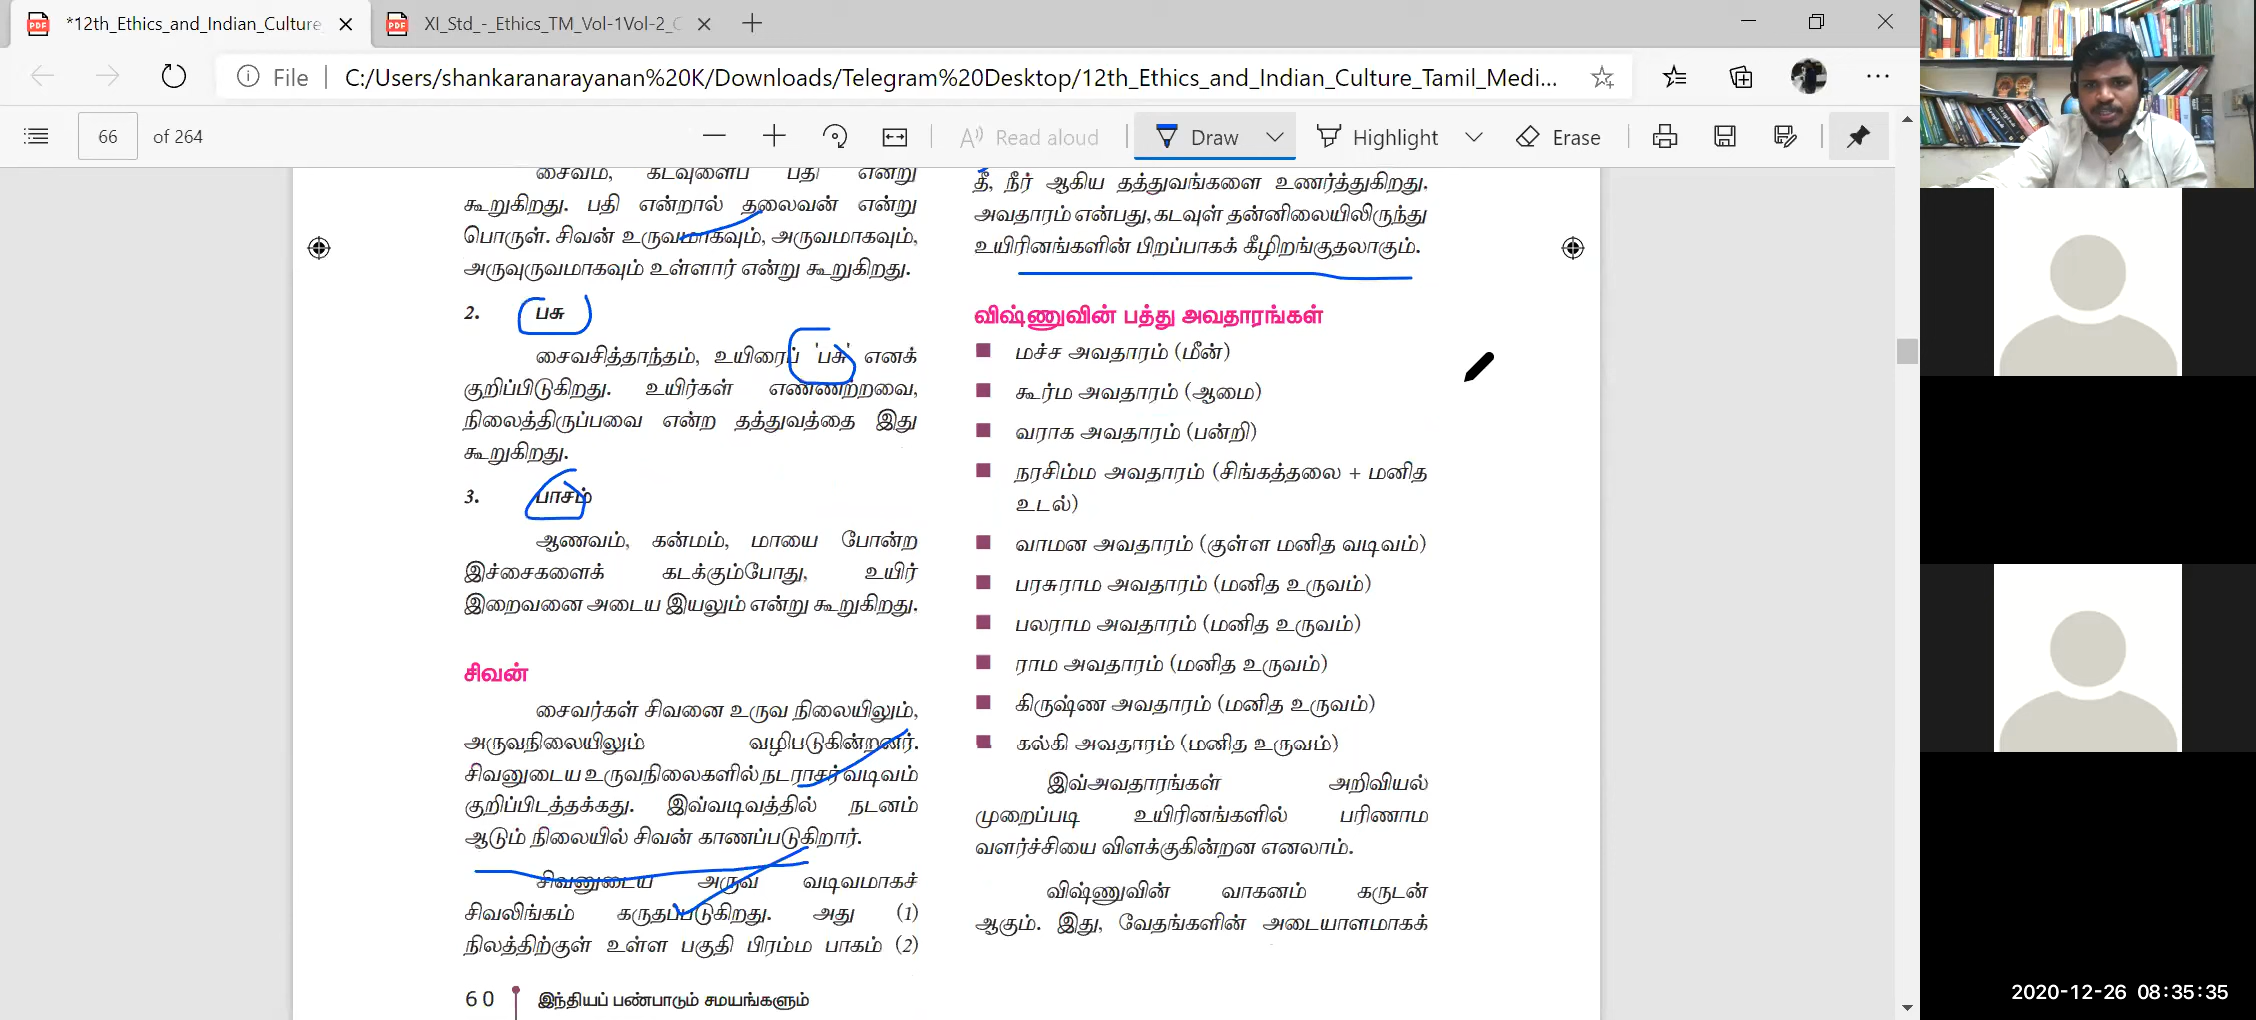 *12th_Ethics_and_Indian_Culture
XI_Std_-_Ethics_TM_Vol-1Vol-2_C
File
C:/Users/shankaranarayanan%20K/Downloads/Telegram%20Desktop/12th_Ethics_and_Indian_Culture_Tamil_Medi...
66 of 264
Read aloud
Draw
Highlight
Erase
சைவம், கடவுளைப் பதி என்று
கூறுகிறது. பதி என்றால் தலைவன் என்று
பொருள். சிவன் உருவமாகவும், அருவமாகவும்,
அருவுருவமாகவும் உள்ளார் என்று கூறுகிறது.
2. பசு
சைவசித்தாந்தம், உயிரைப் 'பசு' எனக்
குறிப்பிடுகிறது. உயிர்கள் எண்ணற்றவை,
நிலைத்திருப்பவை என்ற தத்துவத்தை இது
கூறுகிறது.
3. பாசம்
ஆணவம், கன்மம், மாயை போன்ற
இச்சைகளைக் கடக்கும்போது, உயிர்
இறைவனை அடைய இயலும் என்று கூறுகிறது.
சிவன்
சைவர்கள் சிவனை உருவ நிலையிலும்,
அருவநிலையிலும் வழிபடுகின்றனர்.
சிவனுடைய உருவநிலைகளில் நடராசர் வடிவம்
குறிப்பிடத்தக்கது. இவ்வடிவத்தில் நடனம்
ஆடும் நிலையில் சிவன் காணப்படுகிறார்.
சிவனுடைய அருவ வடிவமாகச்
சிவலிங்கம் கருதப்படுகிறது. அது (1)
நிலத்திற்குள் உள்ள பகுதி பிரம்ம பாகம் (2)
60 இந்தியப் பண்பாடும் சமயங்களும்
தீ, நீர் ஆகிய தத்துவங்களை உணர்த்துகிறது.
அவதாரம் என்பது, கடவுள் தன்னிலையிலிருந்து
உயிரினங்களின் பிறப்பாகக் கீழிறங்குதலாகும்.
விஷ்ணுவின் பத்து அவதாரங்கள்
மச்ச அவதாரம் (மீன்)
கூர்ம அவதாரம் (ஆமை)
வராக அவதாரம் (பன்றி)
நரசிம்ம அவதாரம் (சிங்கத்தலை + மனித
உடல்)
வாமன அவதாரம் (குள்ள மனித வடிவம்)
பரசுராம அவதாரம் (மனித உருவம்)
பலராம அவதாரம் (மனித உருவம்)
ராம அவதாரம் (மனித உருவம்)
கிருஷ்ண அவதாரம் (மனித உருவம்)
கல்கி அவதாரம் (மனித உருவம்)
இவ்அவதாரங்கள் அறிவியல்
முறைப்படி உயிரினங்களில் பரிணாம
வளர்ச்சியை விளக்குகின்றன எனலாம்.
விஷ்ணுவின் வாகனம் கருடன்
ஆகும். இது, வேதங்களின் அடையாளமாகக்
2020-12-26 08:35:35